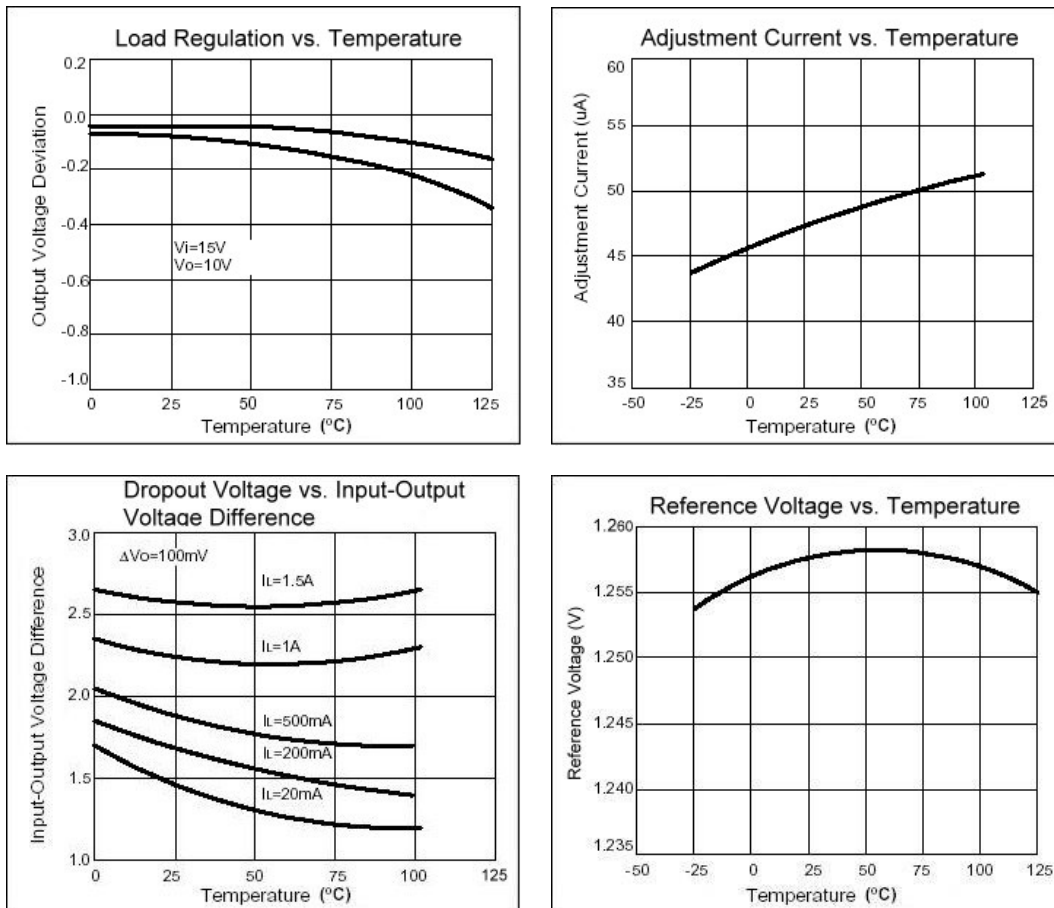 Load Regulation vs. Temperature
0.2
0.0
-0.2
-0.4
-0.6
-0.8
-1.0
Output Voltage Deviation
Vi=15V
Vo=10V
0 25 50 75 100 125
Temperature (°C)
Adjustment Current vs. Temperature
60
55
50
45
40
35
Adjustment Current (uA)
-50 -25 0 25 50 75 100 125
Temperature (°C)
Dropout Voltage vs. Input-Output
Voltage Difference
3.0
2.5
2.0
1.5
1.0
Input-Output Voltage Difference
ΔVo=100mV
IL=1.5A
IL=1A
IL=500mA
IL=200mA
IL=20mA
0 25 50 75 100 125
Temperature (°C)
Reference Voltage vs. Temperature
1.260
1.255
1.250
1.245
1.240
1.235
Reference Voltage (V)
-50 -25 0 25 50 75 100 125
Temperature (°C)